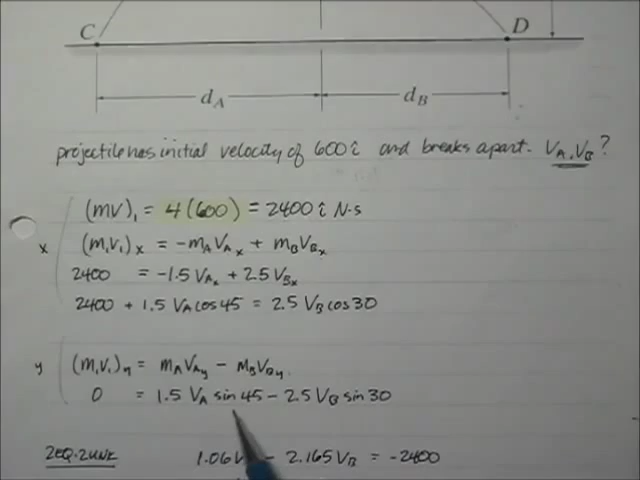 C D
d_A d_B
projectile has initial velocity of 600 î and breaks apart. V_A, V_B ?
(mV)₁ = 4(600) = 2400 î N·s
x (m₁V₁)ₓ = -m_A V_Aₓ + m_B V_Bₓ
2400 = -1.5 V_Aₓ + 2.5 V_Bₓ
2400 + 1.5 V_A cos 45 = 2.5 V_B cos 30
y (m₁V₁)y = m_A V_Ay - m_B V_By
0 = 1.5 V_A sin 45 - 2.5 V_B sin 30
2EQ. 2UNK 1.06V - 2.165 V_B = -2400